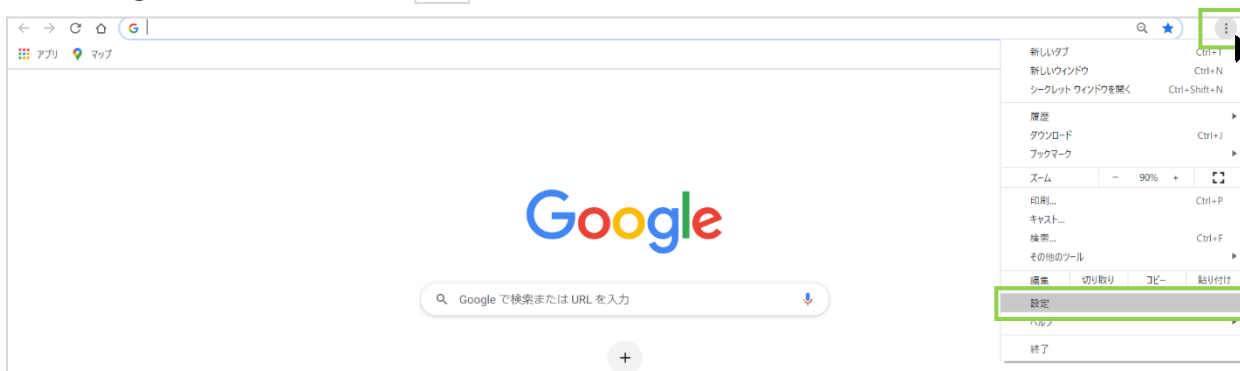 G
アプリ マップ
新しいタブ Ctrl+T
新しいウィンドウ Ctrl+N
シークレット ウィンドウを開く Ctrl+Shift+N
履歴
ダウンロード Ctrl+J
ブックマーク
ズーム - 90% +
印刷... Ctrl+P
キャスト...
検索... Ctrl+F
その他のツール
編集 切り取り コピー 貼り付け
設定
ヘルプ
終了
Google
Google で検索または URL を入力
+